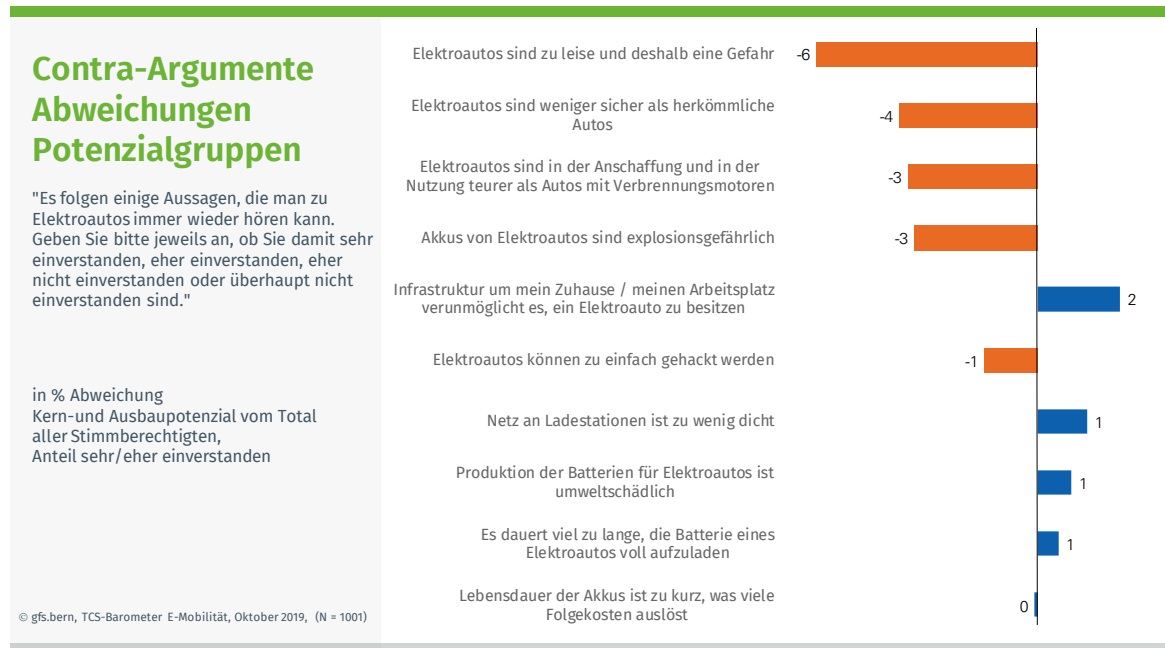 Contra-Argumente
Abweichungen
Potenzialgruppen
"Es folgen einige Aussagen, die man zu
Elektroautos immer wieder hören kann.
Geben Sie bitte jeweils an, ob Sie damit sehr
einverstanden, eher einverstanden, eher
nicht einverstanden oder überhaupt nicht
einverstanden sind."
in % Abweichung
Kern-und Ausbaupotenzial vom Total
aller Stimmberechtigten,
Anteil sehr/eher einverstanden
© gfs.bern, TCS-Barometer E-Mobilität, Oktober 2019, (N = 1001)
Elektroautos sind zu leise und deshalb eine Gefahr
-6
Elektroautos sind weniger sicher als herkömmliche
Autos
-4
Elektroautos sind in der Anschaffung und in der
Nutzung teurer als Autos mit Verbrennungsmotoren
-3
Akkus von Elektroautos sind explosionsgefährlich
-3
Infrastruktur um mein Zuhause / meinen Arbeitsplatz
verunmöglicht es, ein Elektroauto zu besitzen
2
Elektroautos können zu einfach gehackt werden
-1
Netz an Ladestationen ist zu wenig dicht
1
Produktion der Batterien für Elektroautos ist
umweltschädlich
1
Es dauert viel zu lange, die Batterie eines
Elektroautos voll aufzuladen
1
Lebensdauer der Akkus ist zu kurz, was viele
Folgekosten auslöst
0